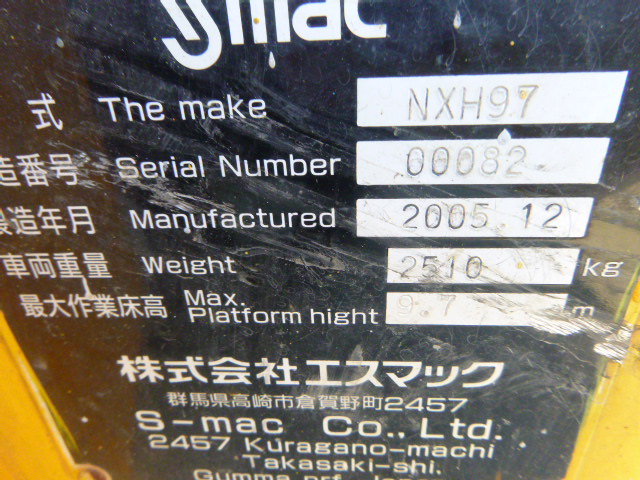 Smac
式 The make NXH97
造番号 Serial Number 00082
製造年月 Manufactured 2005.12
車両重量 Weight 2510 kg
最大作業床高 Max. Platform hight 9.7 m
株式会社エスマック
群馬県高崎市倉賀野町2457
S-mac Co., Ltd.
2457 Kuragano-machi
Takasaki-shi.
Gumma prf. Japan